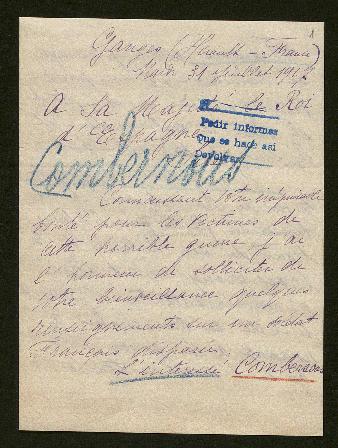 1
Ganges (Hérault - France)
31 Juillet 1917
A Sa Majesté le Roi
d'Espagne
Pedir informes
que se hace asi
Combernous
Connaissant votre inépuisable
bonté pour les victimes de
cette horrible guerre j'ai
l'honneur de solliciter de
votre bienveillance quelques
renseignements sur un soldat
Français disparu.
L'intéressé Combernous